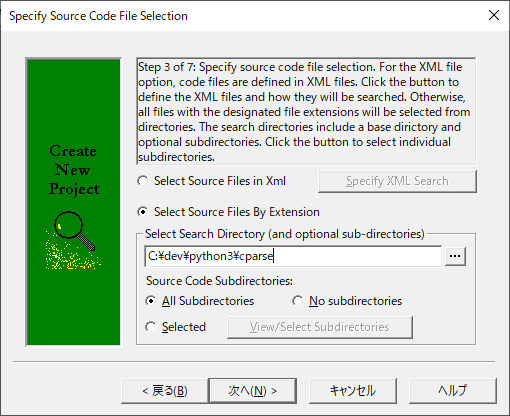 Specify Source Code File Selection
Create
New
Project
Step 3 of 7: Specify source code file selection. For the XML file
option, code files are defined in XML files. Click the button to
define the XML files and how they will be searched. Otherwise,
all files with the designated file extensions will be selected from
directories. The search directories include a base dirictory and
optional subdirectories. Click the button to select individual
subdirectories.
Select Source Files in Xml
Specify XML Search
Select Source Files By Extension
Select Search Directory (and optional sub-directories)
C:¥dev¥python3¥cparse
...
Source Code Subdirectories:
All Subdirectories
No subdirectories
Selected
View/Select Subdirectories
< 戻る(B)
次へ(N) >
キャンセル
ヘルプ